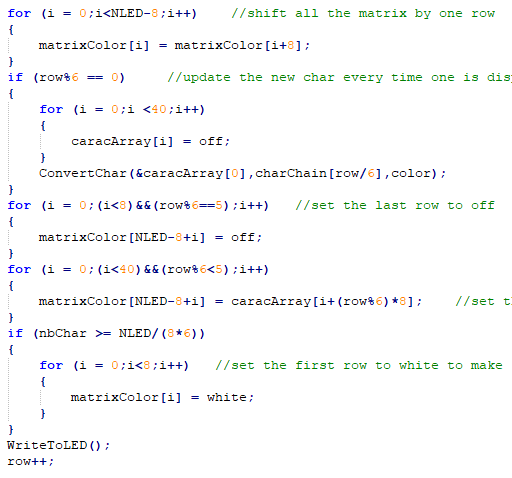 for (i = 0;i<NLED-8;i++)    //shift all the matrix by one row
{
    matrixColor[i] = matrixColor[i+8];
}
if (row%6 == 0)     //update the new char every time one is
{
    for (i = 0;i <40;i++)
    {
        caracArray[i] = off;
    }
    ConvertChar(&caracArray[0],charChain[row/6],color);
}
for (i = 0;(i<8)&&(row%6==5);i++)   //set the last row to off
{
    matrixColor[NLED-8+i] = off;
}
for (i = 0;(i<40)&&(row%6<5);i++)
{
    matrixColor[NLED-8+i] = caracArray[i+(row%6)*8];    //set
}
if (nbChar >= NLED/(8*6))
{
    for (i = 0;i<8;i++)   //set the first row to white to make
    {
        matrixColor[i] = white;
    }
}
WriteToLED();
row++;